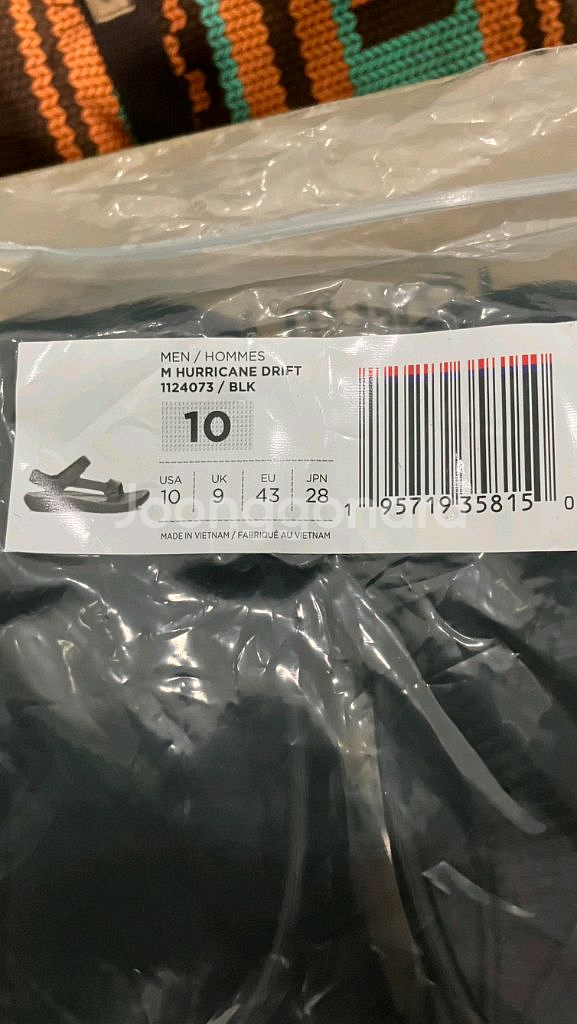 MEN / HOMMES
M HURRICANE DRIFT
1124073 / BLK
10
USA UK EU JPN
10 9 43 28
MADE IN VIETNAM / FABRIQUÉ AU VIETNAM
1 95719 35815 0
Joongonara